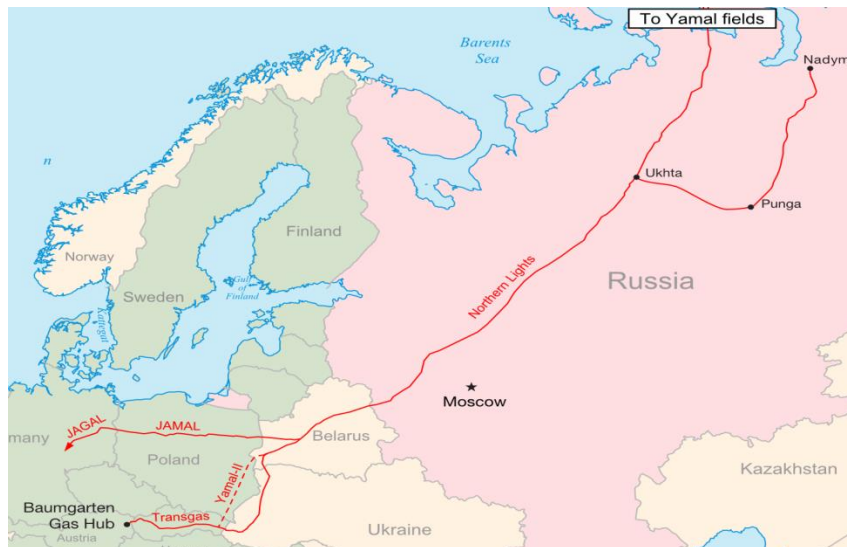 To Yamal fields
Barents
Sea
Nadym
n
Ukhta
Punga
Norway
Finland
Russia
Sweden
Gulf
of
Finland
Northern Lights
Kattegat
Moscow
JAGAL
JAMAL
many
Belarus
Poland
Yamal-II
Kazakhstan
Baumgarten
Gas Hub
Transgas
Ukraine
Austria